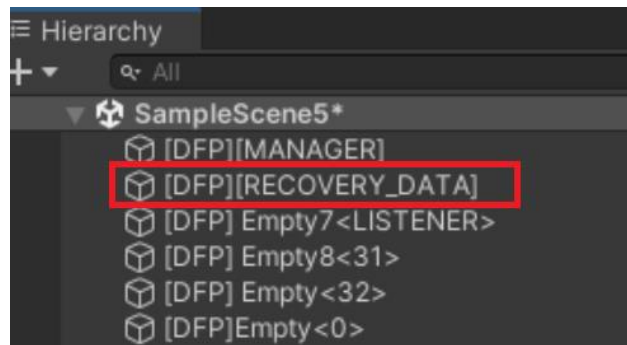 Hierarchy
All
SampleScene5*
[DFP][MANAGER]
[DFP][RECOVERY_DATA]
[DFP] Empty7<LISTENER>
[DFP] Empty8<31>
[DFP] Empty<32>
[DFP]Empty<0>